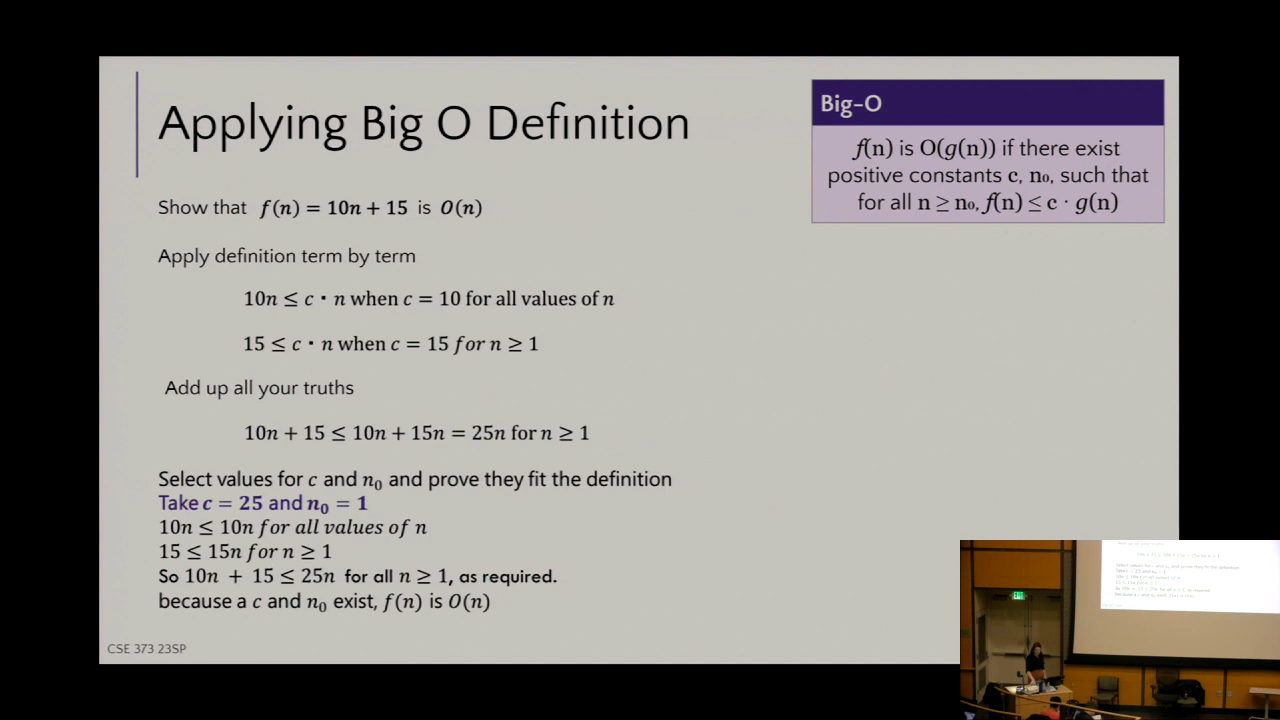 Applying Big O Definition
Big-O
f(n) is O(g(n)) if there exist
positive constants c, n₀, such that
for all n ≥ n₀, f(n) ≤ c · g(n)
Show that f(n) = 10n + 15 is O(n)
Apply definition term by term
10n ≤ c · n when c = 10 for all values of n
15 ≤ c · n when c = 15 for n ≥ 1
Add up all your truths
10n + 15 ≤ 10n + 15n = 25n for n ≥ 1
Select values for c and n₀ and prove they fit the definition
Take c = 25 and n₀ = 1
10n ≤ 10n for all values of n
15 ≤ 15n for n ≥ 1
So 10n + 15 ≤ 25n for all n ≥ 1, as required.
because a c and n₀ exist, f(n) is O(n)
CSE 373 23SP